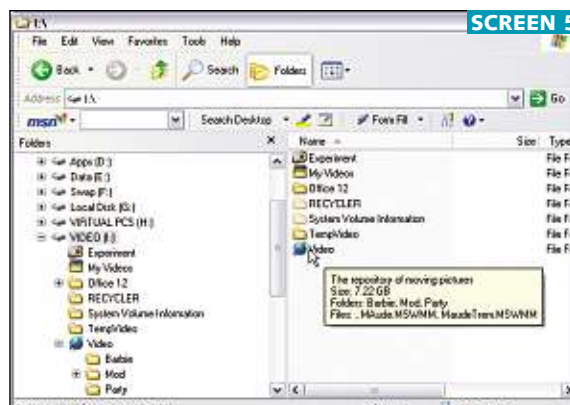 I:\
SCREEN 5
File Edit View Favorites Tools Help
Back Search Folders
Address I:\ Go
msn Search Desktop Form Fill
Folders
Apps (D:)
Data (E:)
Swap (F:)
Local Disk (G:)
VIRTUAL PCS (H:)
VIDEO (I:)
Experiment
My Videos
Office 12
RECYCLER
System Volume Information
TempVideo
Video
Barbie
Mod
Party
Name Size Type
Experiment File F
My Videos File F
Office 12 File F
RECYCLER File F
System Volume Information File F
TempVideo File F
Video File F
The repository of moving pictures
Size: 7.22 GB
Folders: Barbie, Mod, Party
Files: , MAude.MSWMM, MaudeTrem.MSWMM